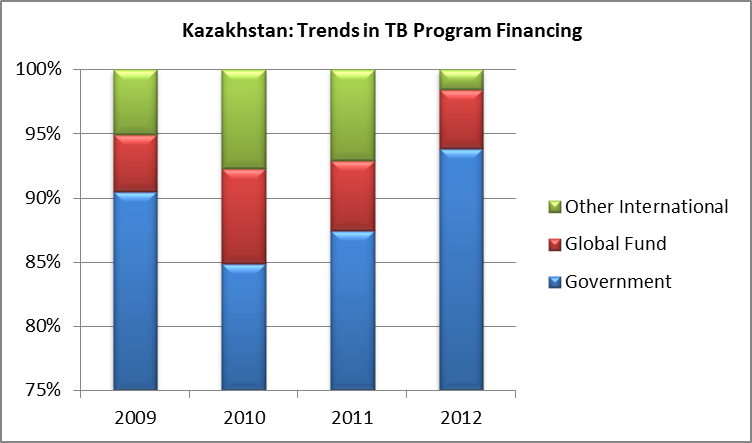 Kazakhstan: Trends in TB Program Financing
100%
95%
90%
85%
80%
75%
2009 2010 2011 2012
Other International
Global Fund
Government